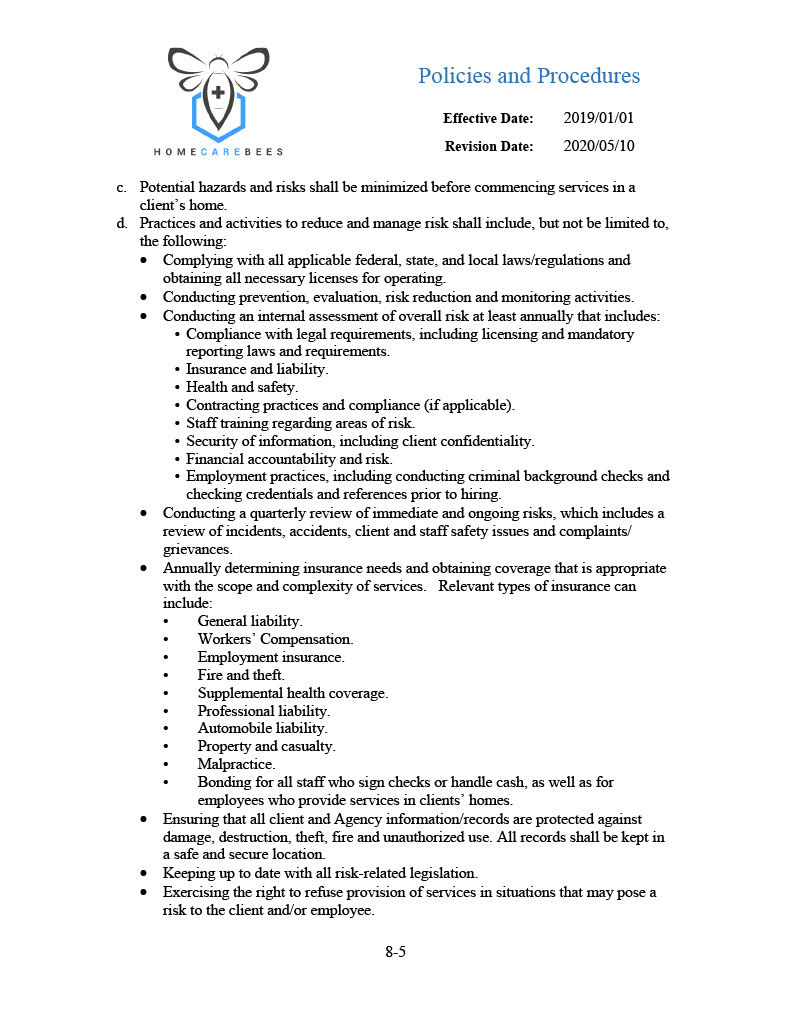 Policies and Procedures
Effective Date: 2019/01/01
Revision Date: 2020/05/10
HOMECAREBEES
c. Potential hazards and risks shall be minimized before commencing services in a
client’s home.
d. Practices and activities to reduce and manage risk shall include, but not be limited to,
the following:
• Complying with all applicable federal, state, and local laws/regulations and
obtaining all necessary licenses for operating.
• Conducting prevention, evaluation, risk reduction and monitoring activities.
• Conducting an internal assessment of overall risk at least annually that includes:
• Compliance with legal requirements, including licensing and mandatory
reporting laws and requirements.
• Insurance and liability.
• Health and safety.
• Contracting practices and compliance (if applicable).
• Staff training regarding areas of risk.
• Security of information, including client confidentiality.
• Financial accountability and risk.
• Employment practices, including conducting criminal background checks and
checking credentials and references prior to hiring.
• Conducting a quarterly review of immediate and ongoing risks, which includes a
review of incidents, accidents, client and staff safety issues and complaints/
grievances.
• Annually determining insurance needs and obtaining coverage that is appropriate
with the scope and complexity of services. Relevant types of insurance can
include:
• General liability.
• Workers’ Compensation.
• Employment insurance.
• Fire and theft.
• Supplemental health coverage.
• Professional liability.
• Automobile liability.
• Property and casualty.
• Malpractice.
• Bonding for all staff who sign checks or handle cash, as well as for
employees who provide services in clients’ homes.
• Ensuring that all client and Agency information/records are protected against
damage, destruction, theft, fire and unauthorized use. All records shall be kept in
a safe and secure location.
• Keeping up to date with all risk-related legislation.
• Exercising the right to refuse provision of services in situations that may pose a
risk to the client and/or employee.
8-5